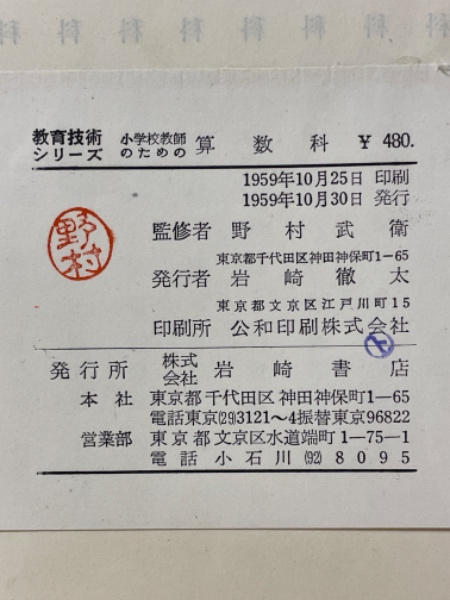 科 科 科 科 科 科 科
教育技術シリーズ 小学校教師のための 算数科 ¥ 480.
1959年10月25日 印刷
1959年10月30日 発行
野村
監修者 野村武衛
東京都千代田区神田神保町1-65
発行者 岩崎徹太
東京都文京区江戸川町15
印刷所 公和印刷株式会社
発行所 株式会社 岩崎書店
本社 東京都千代田区神田神保町1-65
電話東京(29)3121〜4振替東京96822
営業部 東京都文京区水道端町1-75-1
電話小石川(92)8095